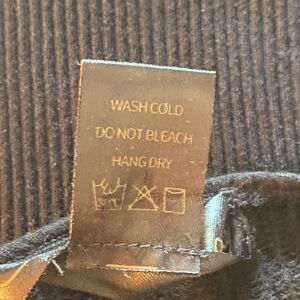 WASH COLD
DO NOT BLEACH
HANG DRY